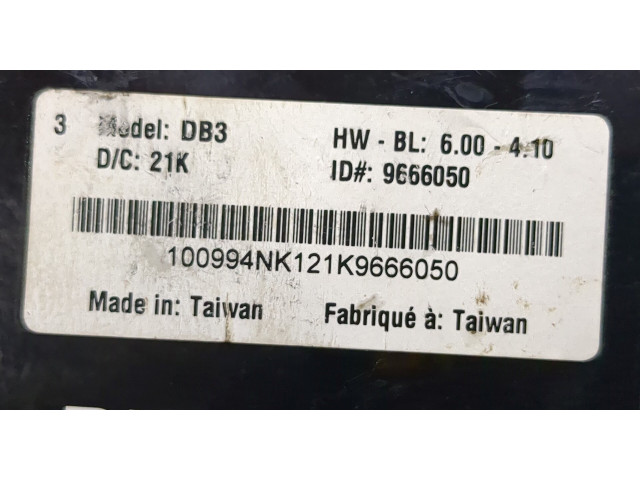 3 Model: DB3 HW - BL: 6.00 - 4.10
D/C: 21K ID#: 9666050
100994NK121K9666050
Made in: Taiwan Fabriqué à: Taiwan